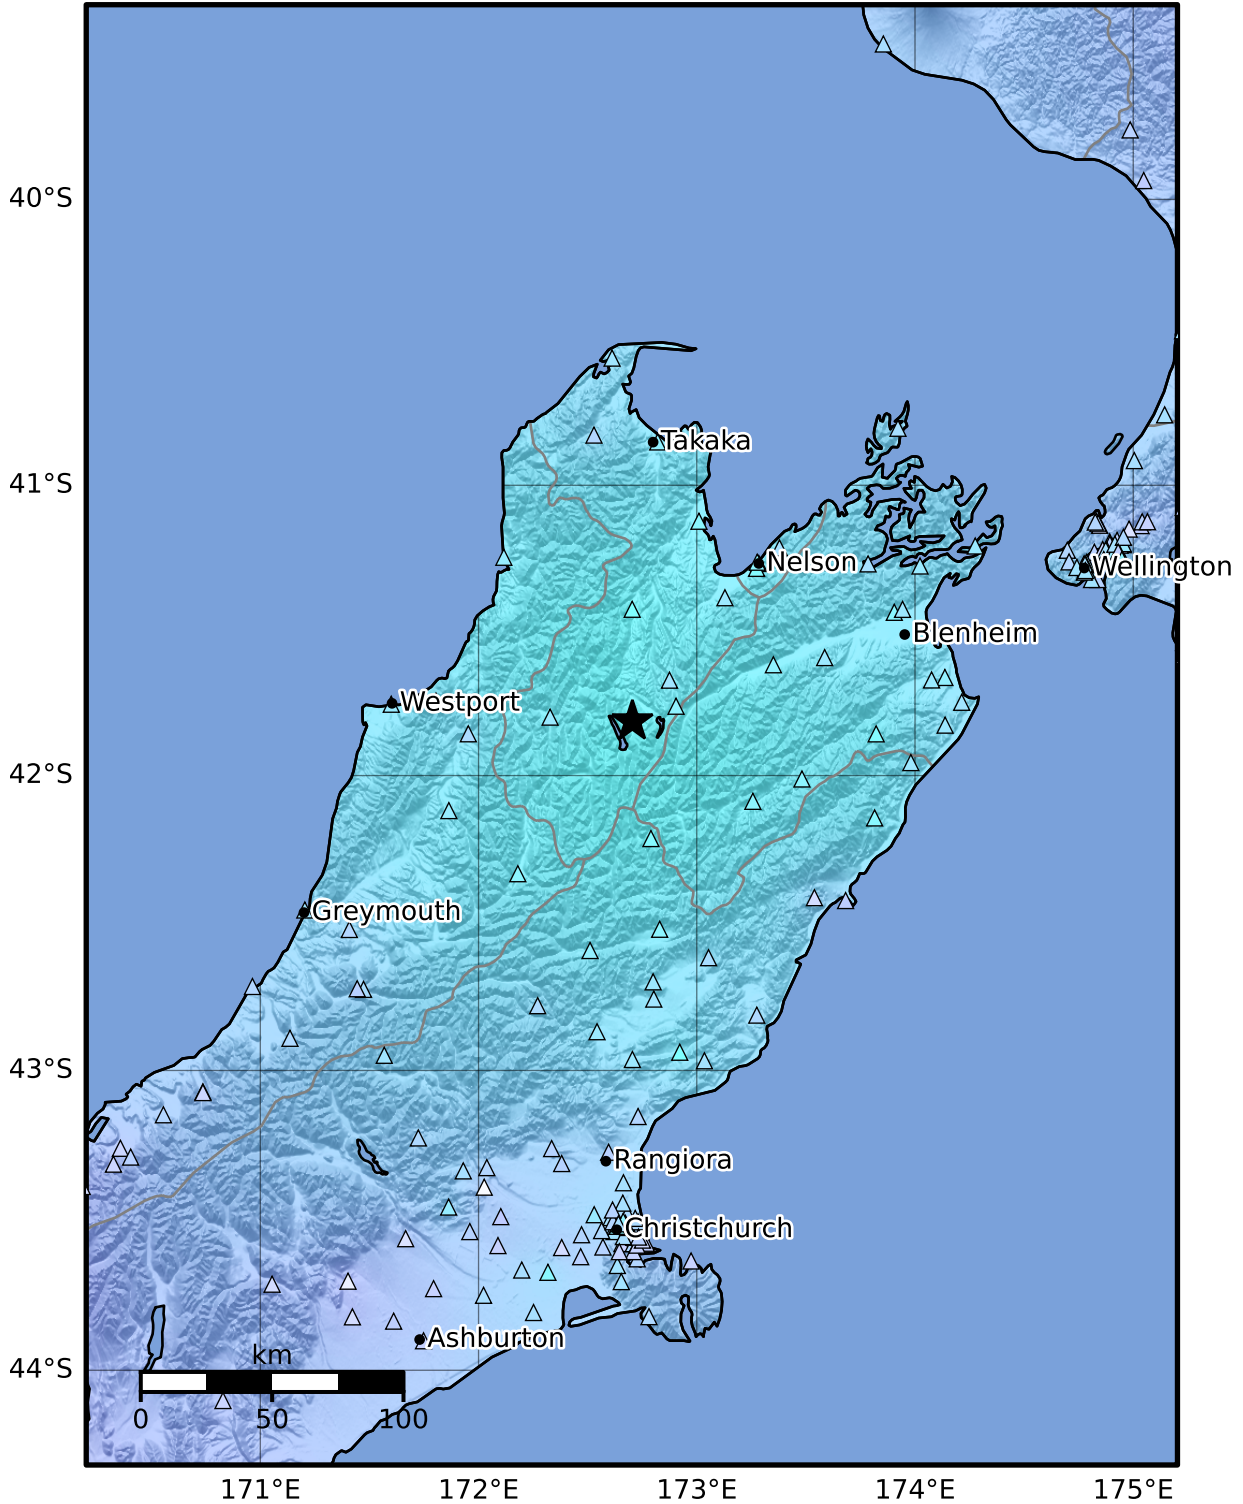 40°S
Takaka
41°S
Nelson
Wellington
Blenheim
Westport
42°S
Greymouth
43°S
Rangiora
Christchurch
Ashburton
km
44°S
0 50 100
171°E 172°E 173°E 174°E 175°E